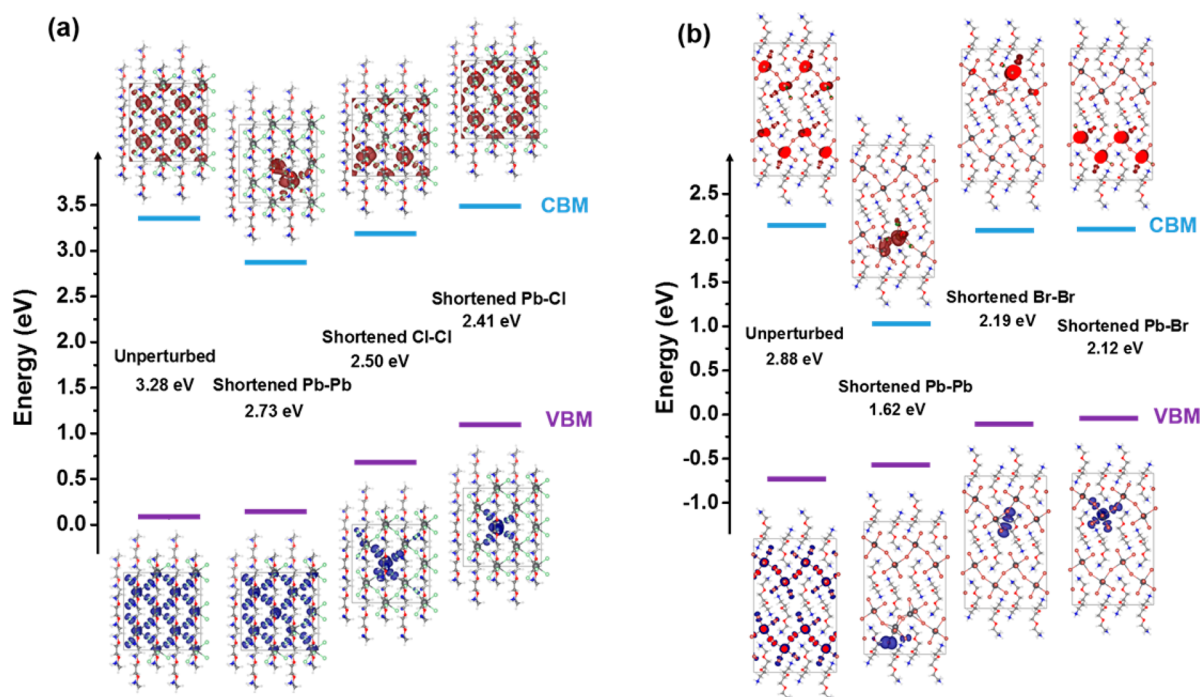 (a)
Energy (eV)
3.5
3.0
2.5
2.0
1.5
1.0
0.5
0.0
CBM
Unperturbed
3.28 eV
Shortened Pb-Pb
2.73 eV
Shortened Cl-Cl
2.50 eV
Shortened Pb-Cl
2.41 eV
VBM
(b)
Energy (eV)
2.5
2.0
1.5
1.0
0.5
0.0
-0.5
-1.0
CBM
Unperturbed
2.88 eV
Shortened Pb-Pb
1.62 eV
Shortened Br-Br
2.19 eV
Shortened Pb-Br
2.12 eV
VBM